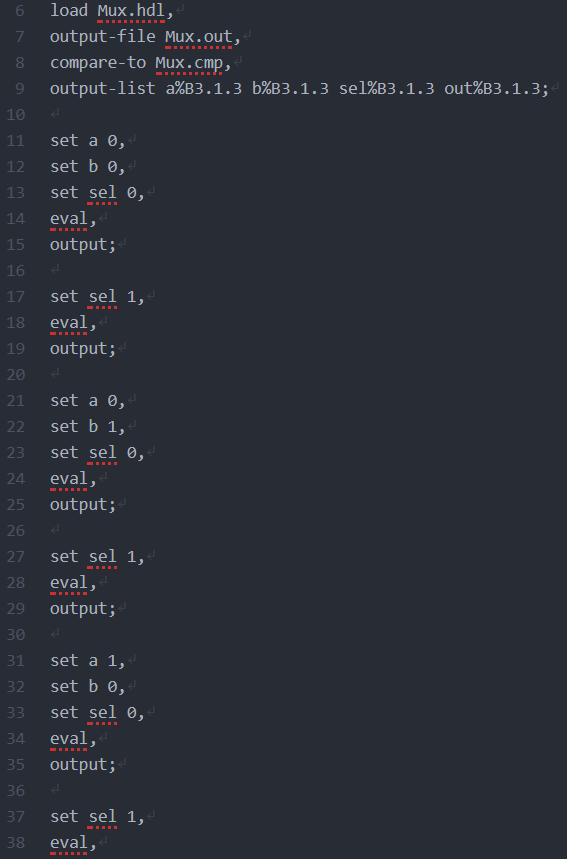 6 load Mux.hdl,
7 output-file Mux.out,
8 compare-to Mux.cmp,
9 output-list a%B3.1.3 b%B3.1.3 sel%B3.1.3 out%B3.1.3;
10
11 set a 0,
12 set b 0,
13 set sel 0,
14 eval,
15 output;
16
17 set sel 1,
18 eval,
19 output;
20
21 set a 0,
22 set b 1,
23 set sel 0,
24 eval,
25 output;
26
27 set sel 1,
28 eval,
29 output;
30
31 set a 1,
32 set b 0,
33 set sel 0,
34 eval,
35 output;
36
37 set sel 1,
38 eval,